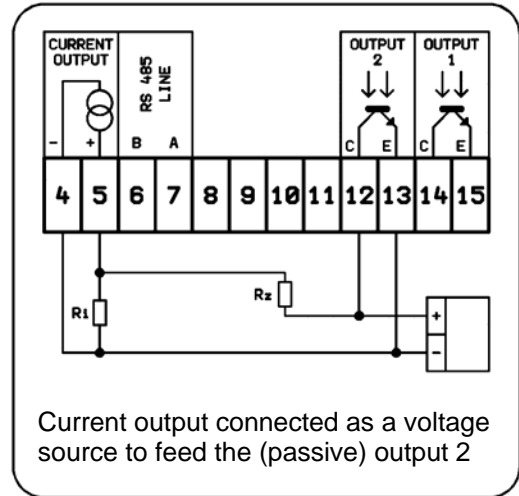 CURRENT
OUTPUT
- +
RS 485
LINE
B A
OUTPUT
2
C E
OUTPUT
1
C E
4 5 6 7 8 9 10 11 12 13 14 15
R1
Rz
+
-
Current output connected as a voltage
source to feed the (passive) output 2